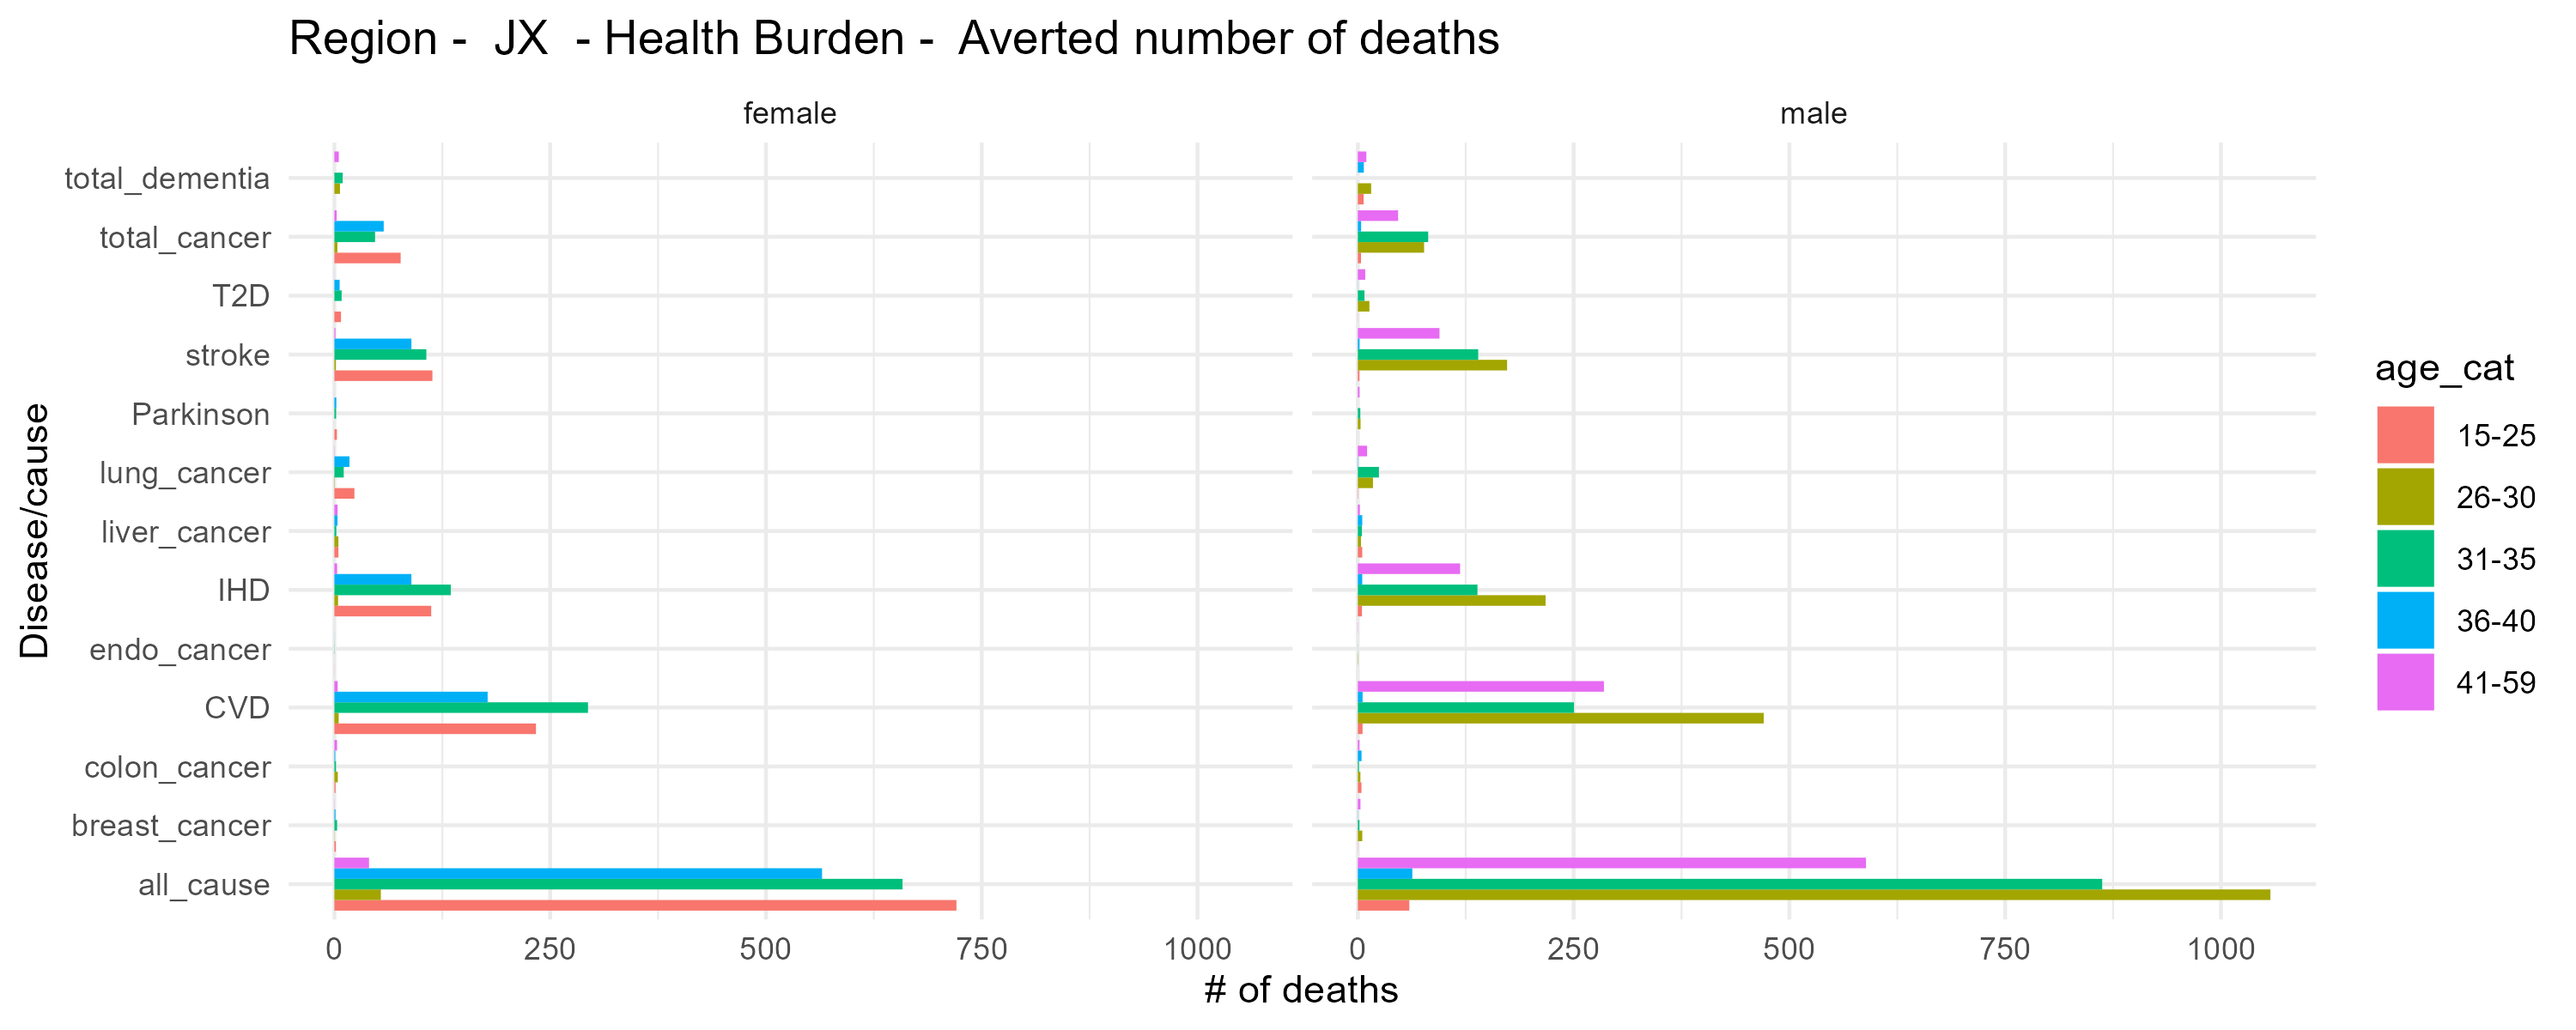 Region -  JX  - Health Burden -  Averted number of deaths
female
male
Disease/cause
total_dementia
total_cancer
T2D
stroke
Parkinson
lung_cancer
liver_cancer
IHD
endo_cancer
CVD
colon_cancer
breast_cancer
all_cause
0 250 500 750 1000
0 250 500 750 1000
# of deaths
age_cat
15-25
26-30
31-35
36-40
41-59